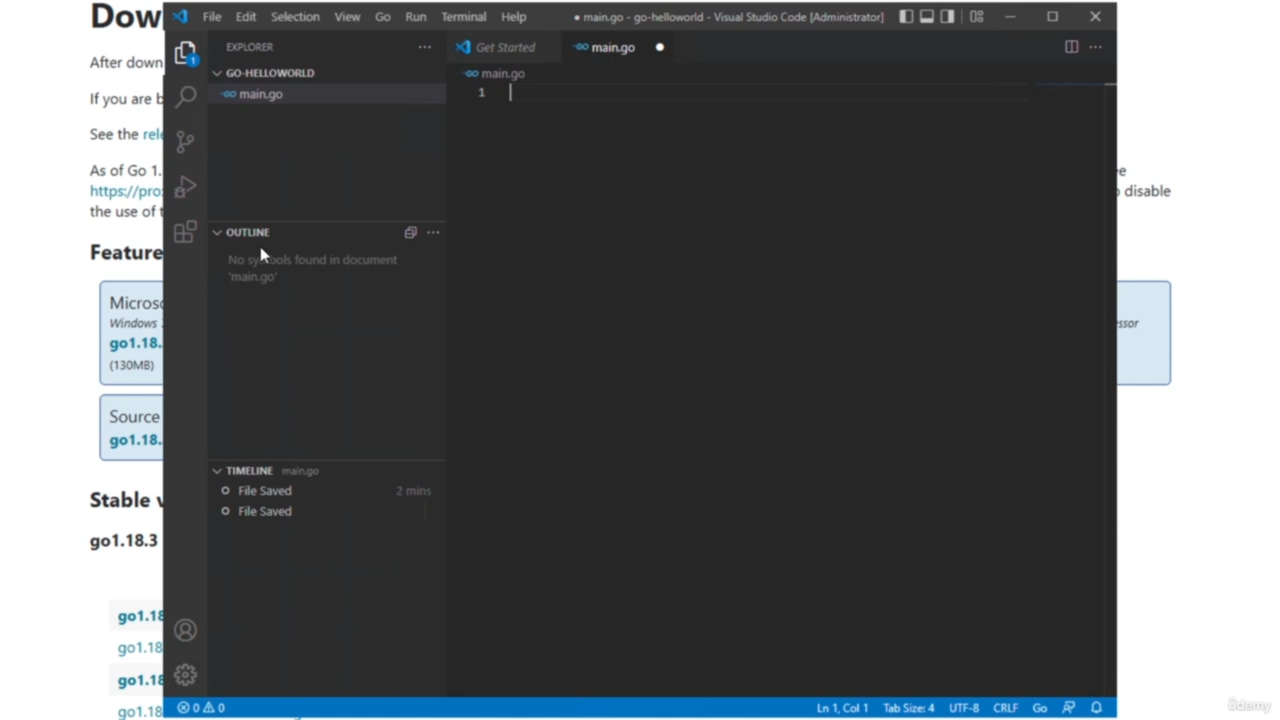 Dow
After down
If you are b
See the rele
As of Go 1.
https://pro
the use of t
Feature
Microso
Windows
go1.18.
(130MB)
Source
go1.18.
Stable v
go1.18.3
go1.18
go1.18
go1.18
go1.18
File Edit Selection View Go Run Terminal Help
● main.go - go-helloworld - Visual Studio Code [Administrator]
EXPLORER
1
GO-HELLOWORLD
main.go
OUTLINE
No symbols found in document
'main.go'
TIMELINE main.go
File Saved 2 mins
File Saved
Get Started
main.go
main.go
1
0 0
Ln 1, Col 1 Tab Size: 4 UTF-8 CRLF Go
disable
ssor
ûdemy